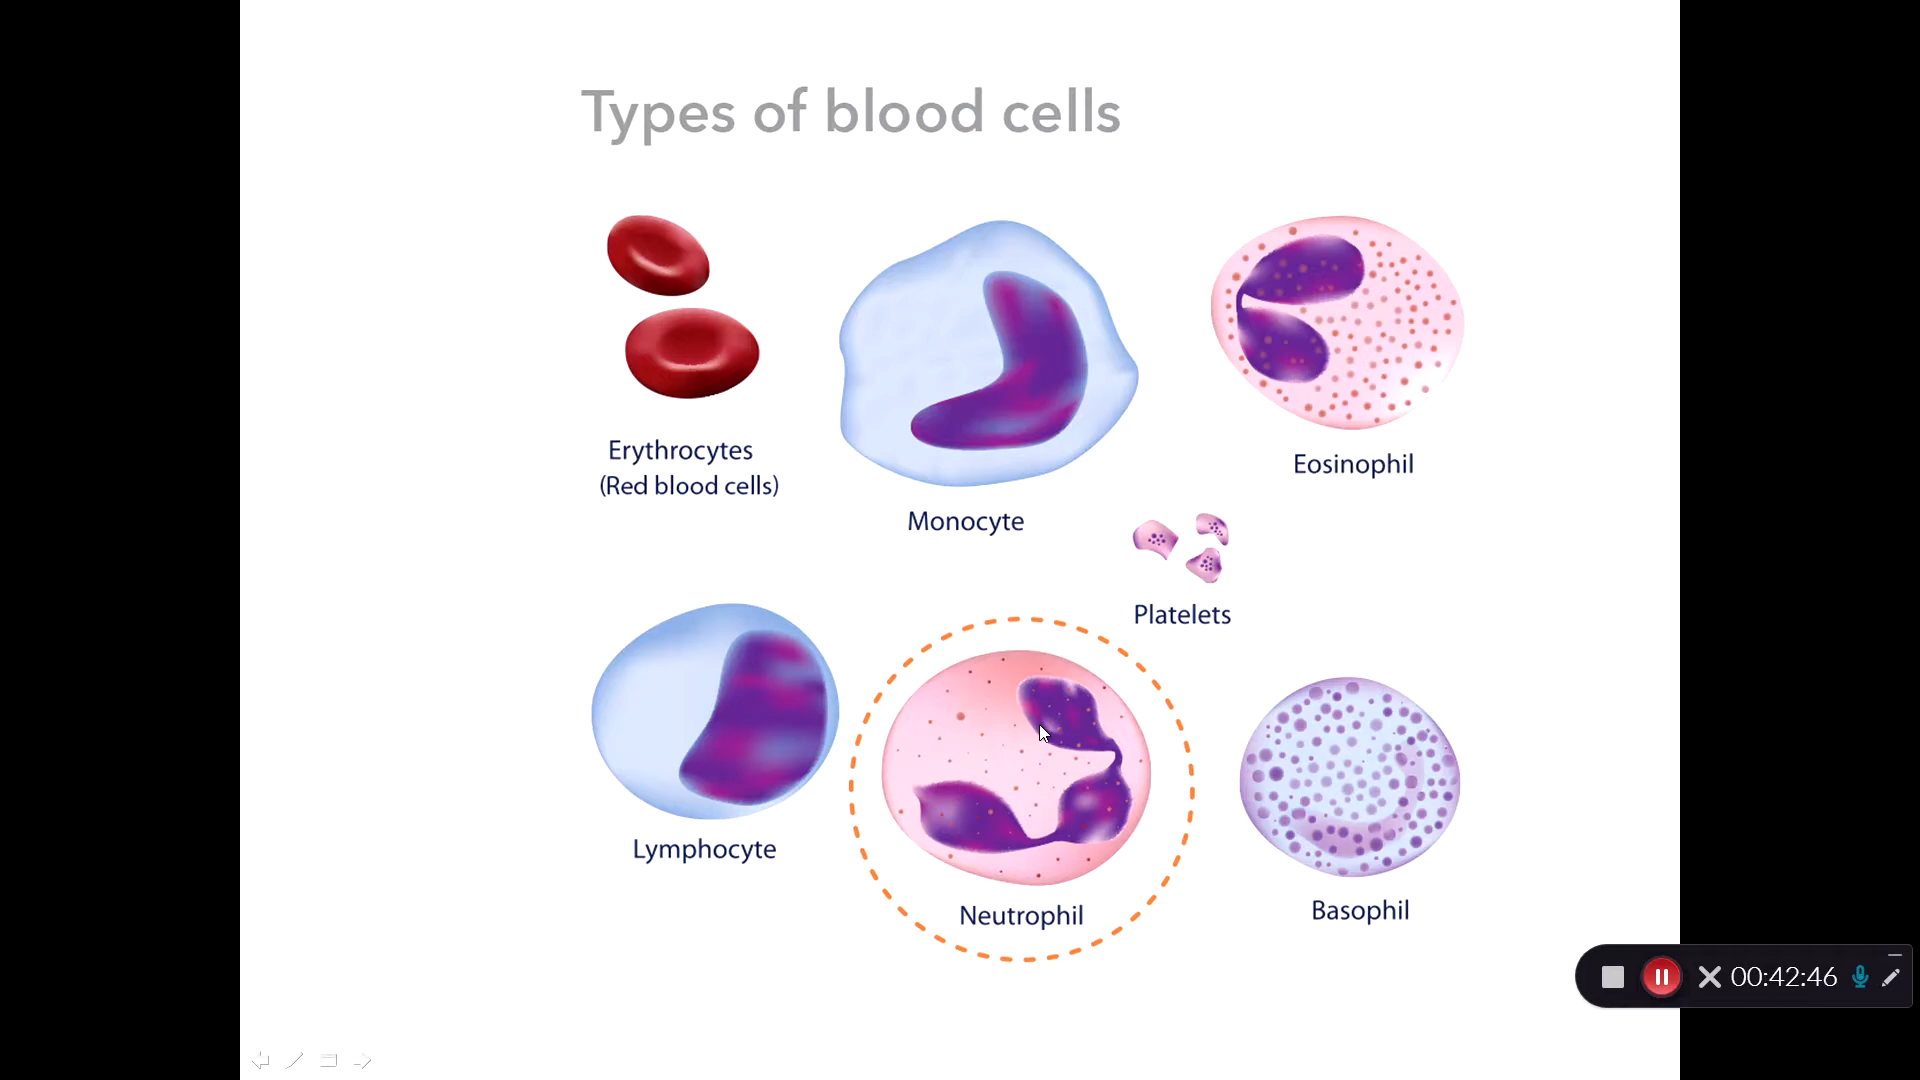 Types of blood cells
Erythrocytes
(Red blood cells)
Monocyte
Eosinophil
Platelets
Lymphocyte
Neutrophil
Basophil
00:42:46